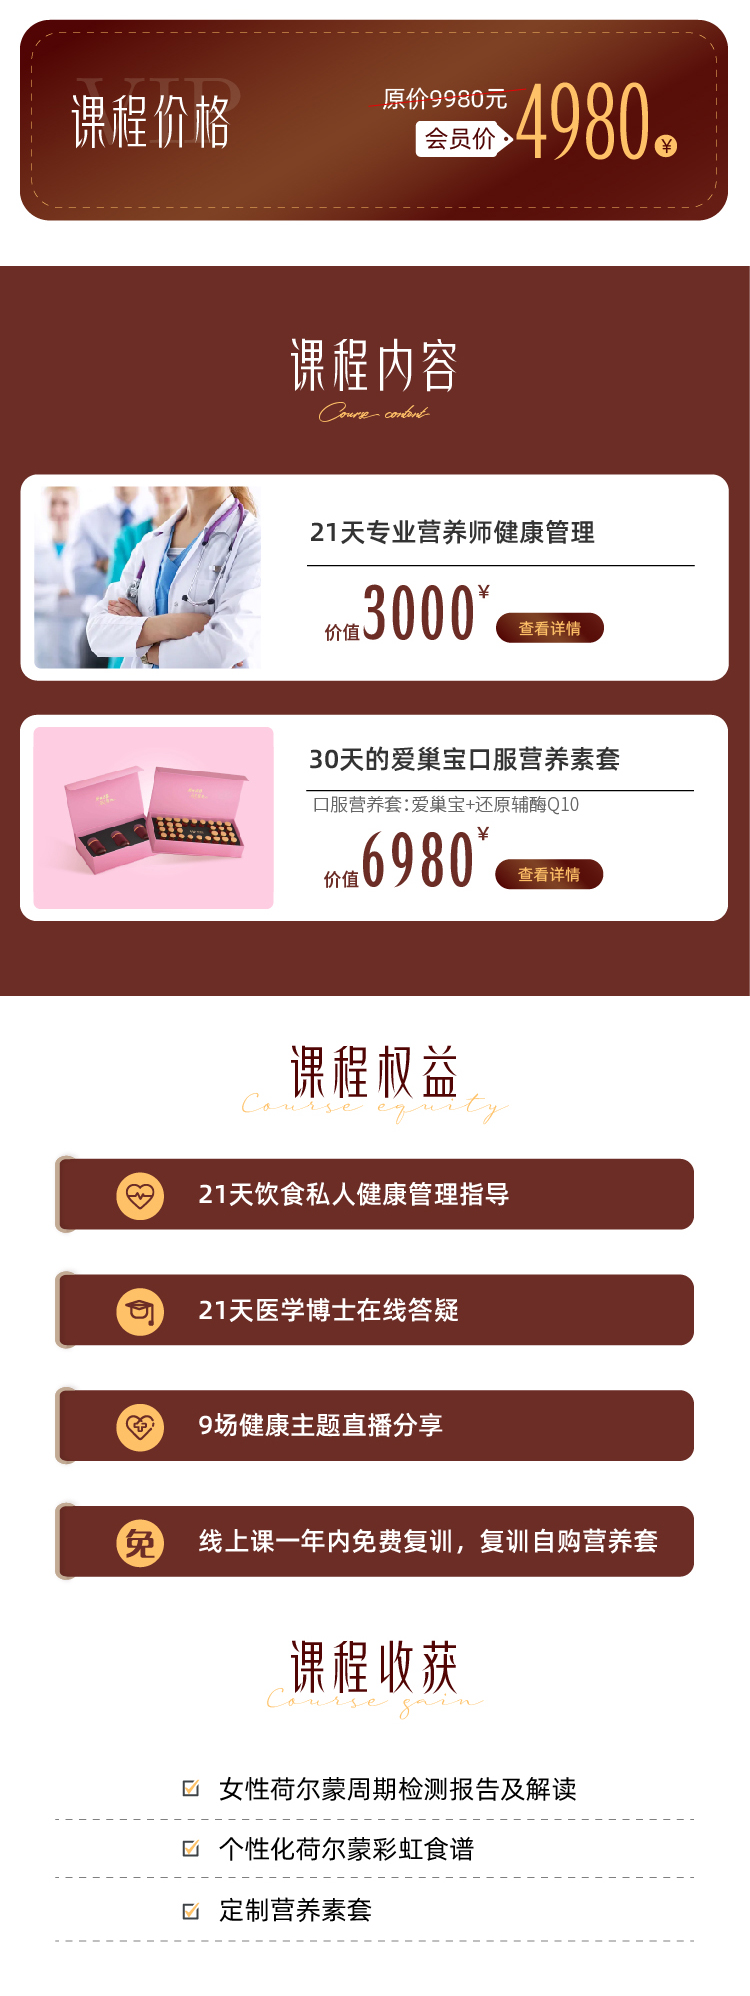 VIP
课程价格
原价9980元
会员价
4980
¥
课程内容
Course content
21天专业营养师健康管理
价值3000¥
查看详情
30天的爱巢宝口服营养素套
口服营养套：爱巢宝+还原辅酶Q10
价值6980¥
查看详情
课程权益
Course equity
21天饮食私人健康管理指导
21天医学博士在线答疑
9场健康主题直播分享
免
线上课一年内免费复训，复训自购营养套
课程收获
Course gain
女性荷尔蒙周期检测报告及解读
个性化荷尔蒙彩虹食谱
定制营养素套